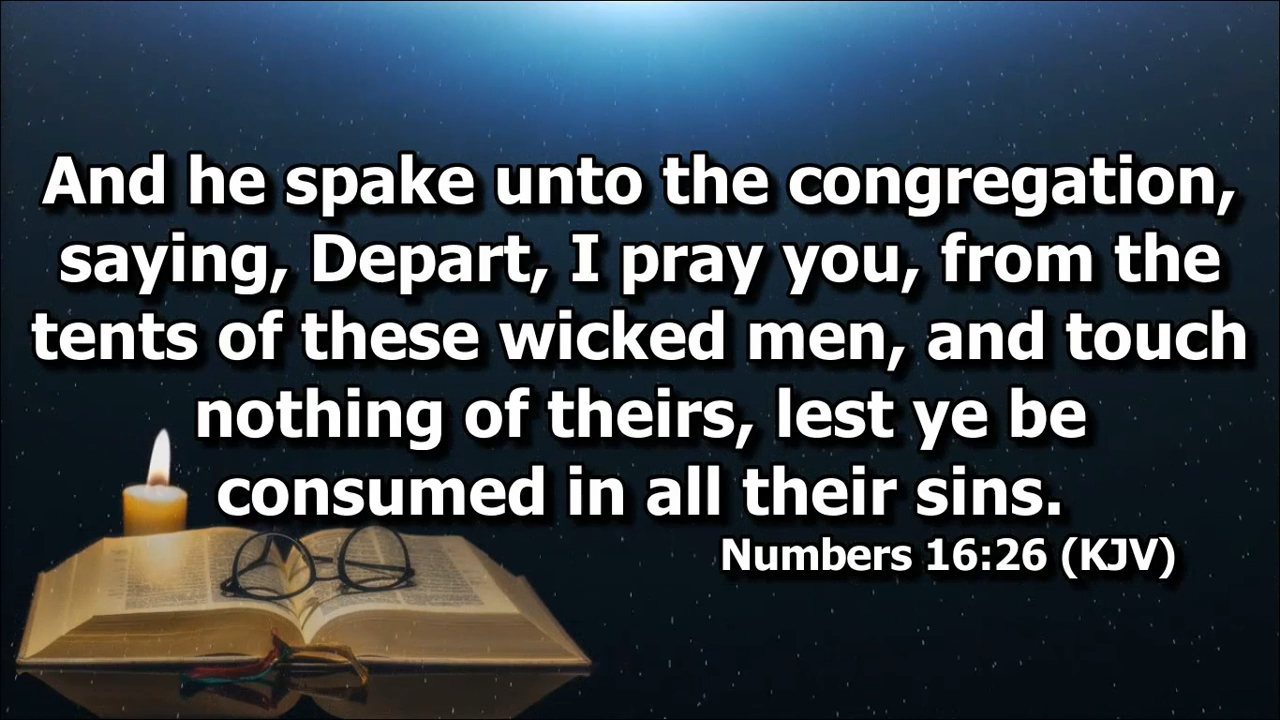 And he spake unto the congregation,
saying, Depart, I pray you, from the
tents of these wicked men, and touch
nothing of theirs, lest ye be
consumed in all their sins.
Numbers 16:26 (KJV)